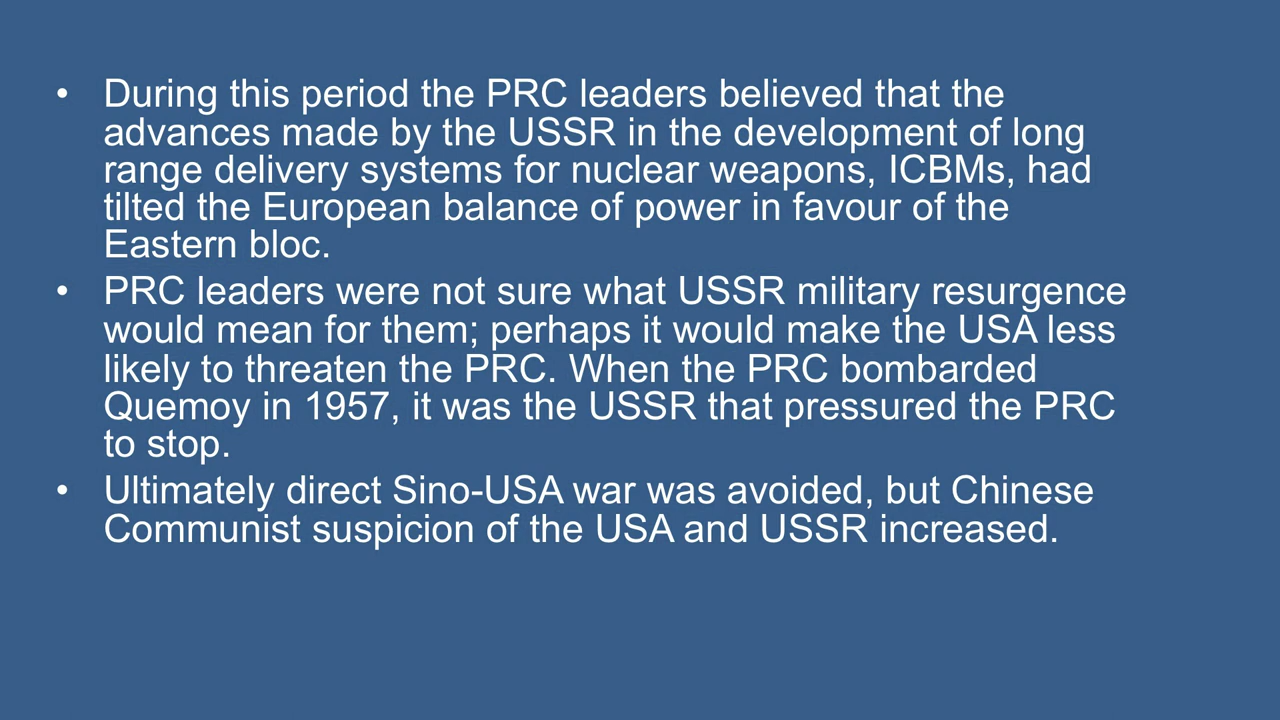 • During this period the PRC leaders believed that the
advances made by the USSR in the development of long
range delivery systems for nuclear weapons, ICBMs, had
tilted the European balance of power in favour of the
Eastern bloc.
• PRC leaders were not sure what USSR military resurgence
would mean for them; perhaps it would make the USA less
likely to threaten the PRC. When the PRC bombarded
Quemoy in 1957, it was the USSR that pressured the PRC
to stop.
• Ultimately direct Sino-USA war was avoided, but Chinese
Communist suspicion of the USA and USSR increased.